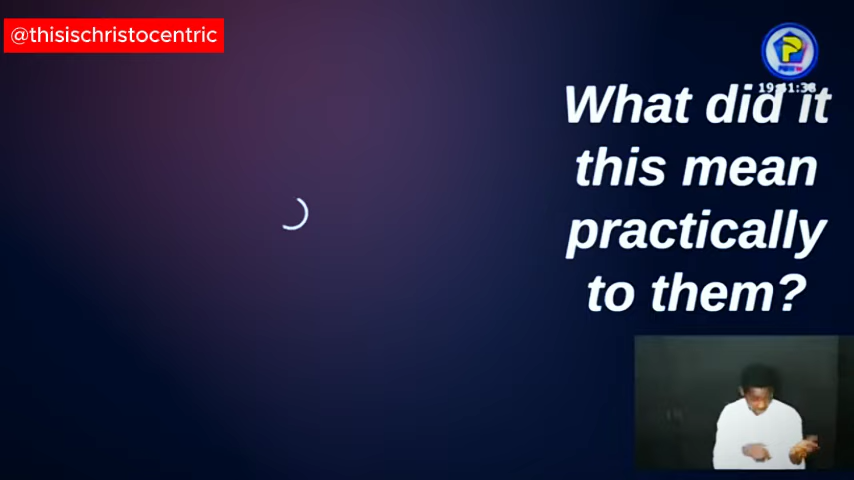 @thisischristocentric
What did it
this mean
practically
to them?